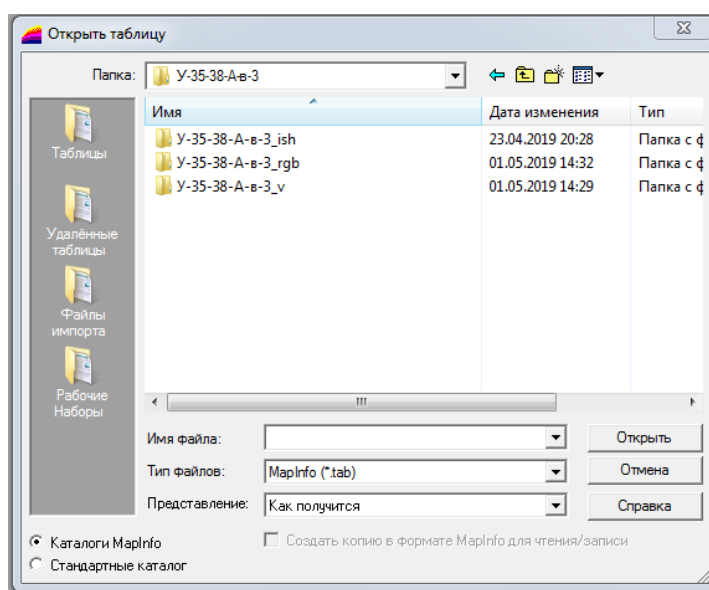 Открыть таблицу
Папка: У-35-38-А-в-3
Имя Дата изменения Тип
У-35-38-А-в-3_ish 23.04.2019 20:28 Папка с ф
У-35-38-А-в-3_rgb 01.05.2019 14:32 Папка с ф
У-35-38-А-в-3_v 01.05.2019 14:29 Папка с ф
Таблицы
Удалённые
таблицы
Файлы
импорта
Рабочие
Наборы
Имя файла: Открыть
Тип файлов: MapInfo (*.tab) Отмена
Представление: Как получится Справка
Каталоги MapInfo Создать копию в формате MapInfo для чтения/записи
Стандартные каталог